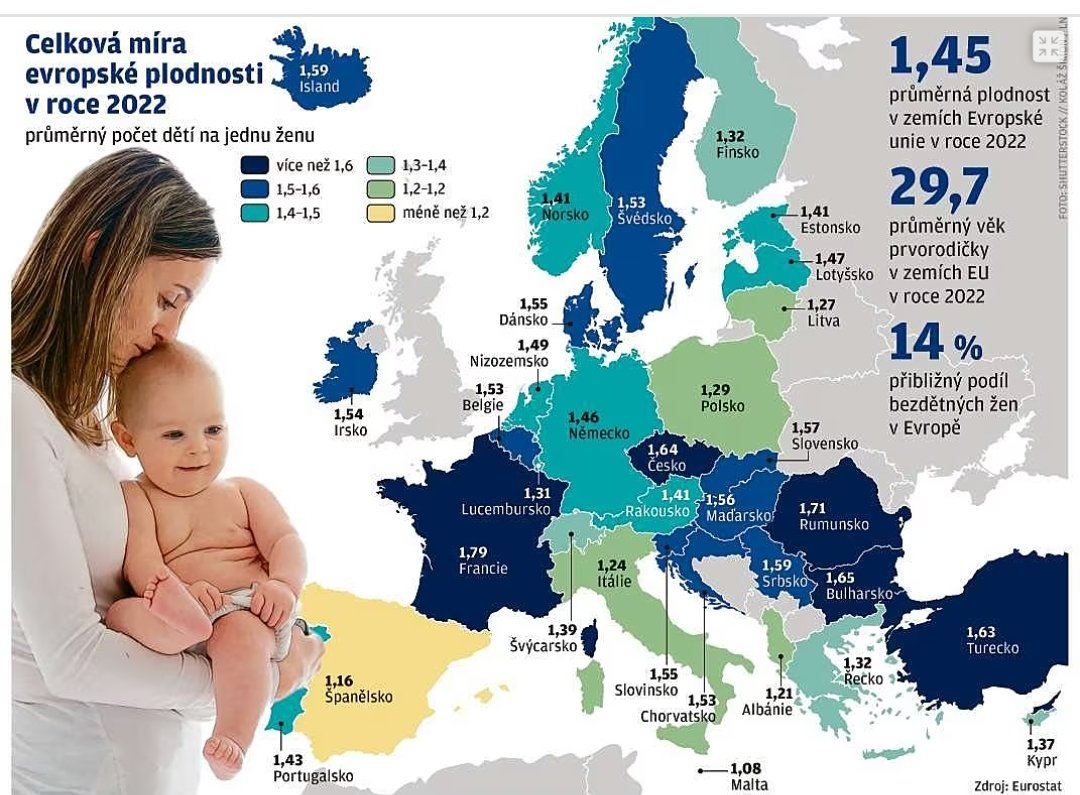 Celková míra
evropské plodnosti
v roce 2022
průměrný počet dětí na jednu ženu
více než 1,6
1,5–1,6
1,4–1,5
1,3–1,4
1,2–1,2
méně než 1,2
1,45
průměrná plodnost
v zemích Evropské
unie v roce 2022
29,7
průměrný věk
prvorodičky
v zemích EU
v roce 2022
14 %
přibližný podíl
bezdětných žen
v Evropě
1,59
Island
1,32
Finsko
1,41
Norsko
1,53
Švédsko
1,41
Estonsko
1,47
Lotyšsko
1,27
Litva
1,55
Dánsko
1,49
Nizozemsko
1,53
Belgie
1,54
Irsko
1,46
Německo
1,29
Polsko
1,57
Slovensko
1,64
Česko
1,31
Lucembursko
1,41
Rakousko
1,56
Maďarsko
1,71
Rumunsko
1,79
Francie
1,24
Itálie
1,59
Srbsko
1,65
Bulharsko
1,63
Turecko
1,39
Švýcarsko
1,16
Španělsko
1,55
Slovinsko
1,53
Chorvatsko
1,21
Albánie
1,32
Řecko
1,43
Portugalsko
1,37
Kypr
1,08
Malta
Zdroj: Eurostat
FOTO: SHUTTERSTOCK // KOLÁŽ